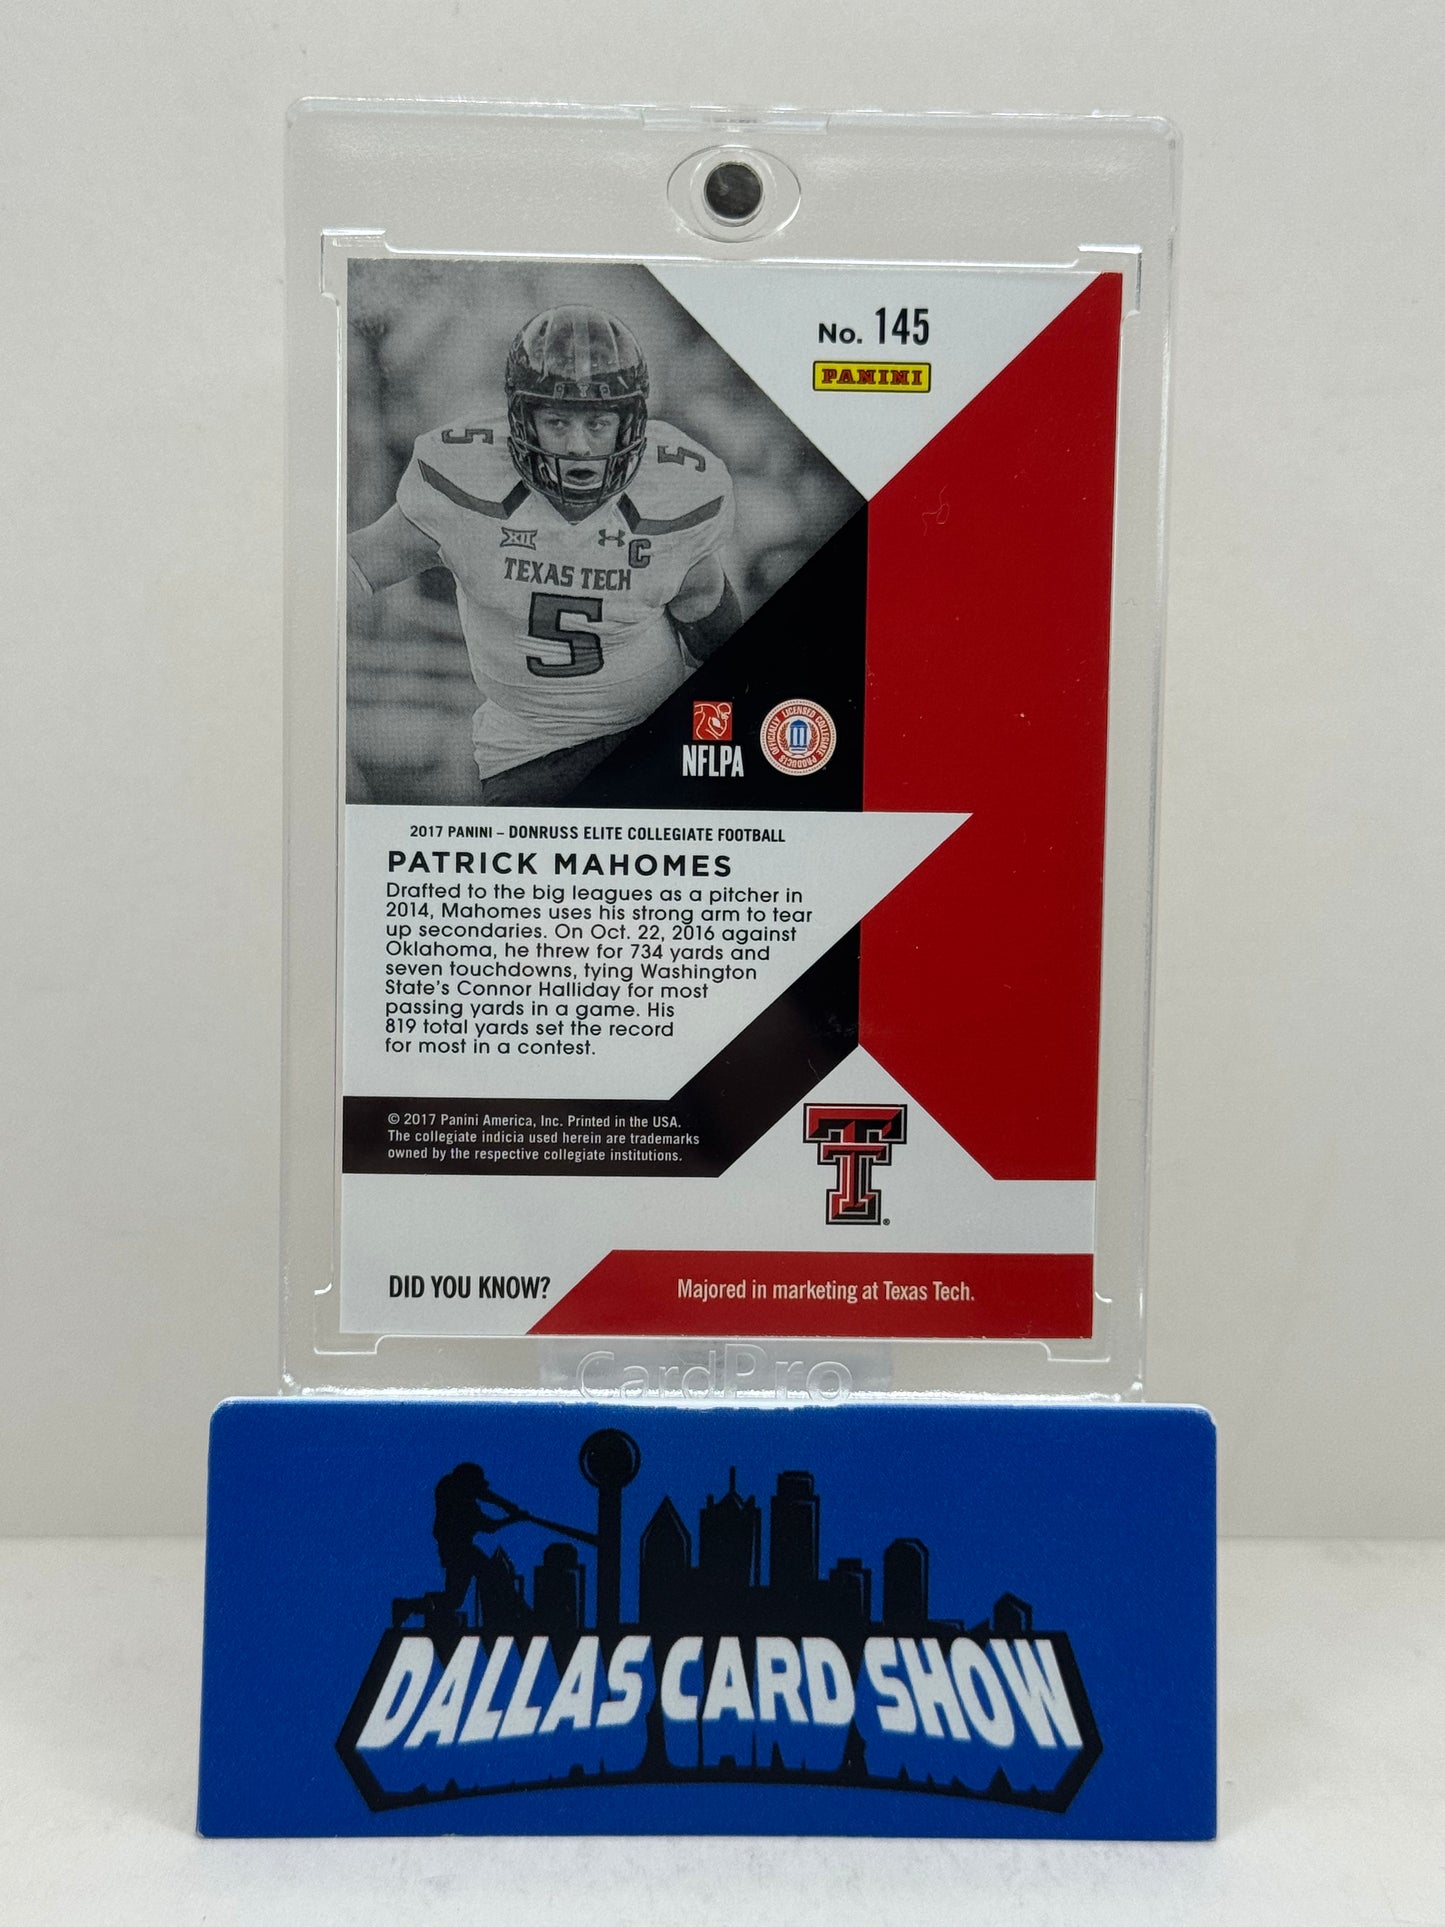 No. 145
PANINI
5 5
XII
C
TEXAS TECH
5
NFLPA
OFFICIALLY LICENSED COLLEGIATE PRODUCTS
2017 PANINI – DONRUSS ELITE COLLEGIATE FOOTBALL
PATRICK MAHOMES
Drafted to the big leagues as a pitcher in
2014, Mahomes uses his strong arm to tear
up secondaries. On Oct. 22, 2016 against
Oklahoma, he threw for 734 yards and
seven touchdowns, tying Washington
State's Connor Halliday for most
passing yards in a game. His
819 total yards set the record
for most in a contest.
© 2017 Panini America, Inc. Printed in the USA.
The collegiate indicia used herein are trademarks
owned by the respective collegiate institutions.
TT®
DID YOU KNOW?
Majored in marketing at Texas Tech.
CardPro
DALLAS CARD SHOW